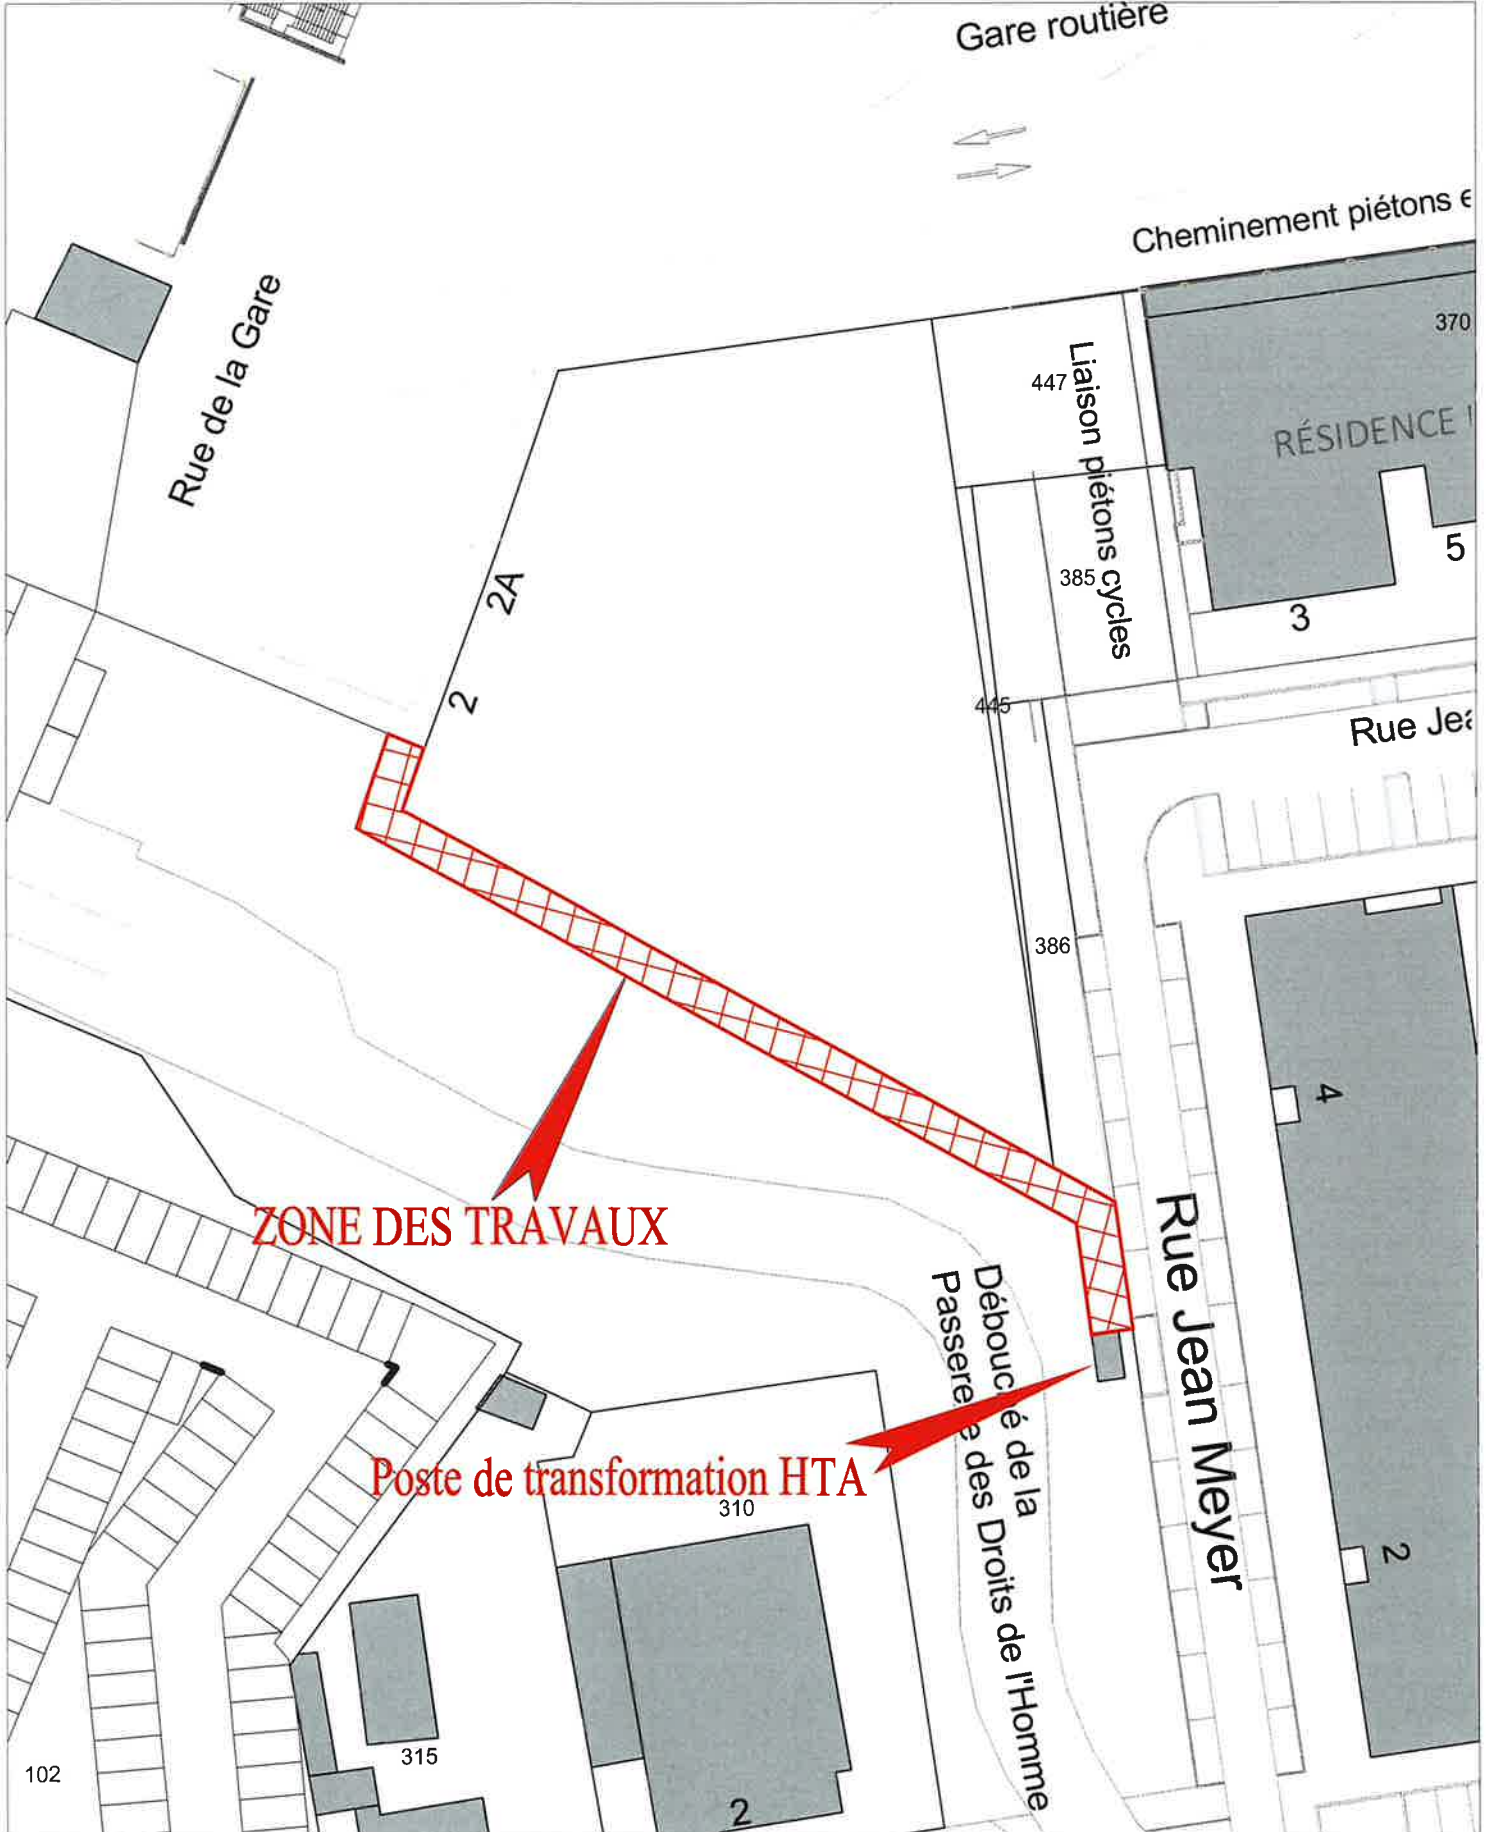 Gare routière
Cheminement piétons e
Rue de la Gare
370
447
Liaison piétons cycles
RÉSIDENCE
5
385
3
2A
2
445
Rue Jea
386
4
ZONE DES TRAVAUX
Rue Jean Meyer
Débouché de la
Passerelle des Droits de l'Homme
Poste de transformation HTA
310
2
315
102
2